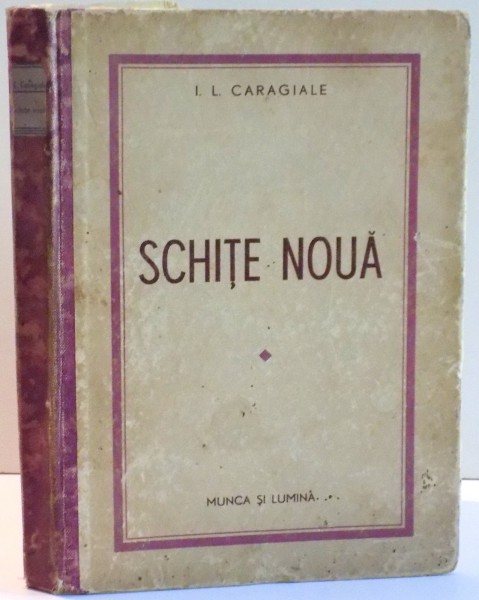 I. L. CARAGIALE
SCHIȚE NOUĂ
MUNCA ȘI LUMINĂ